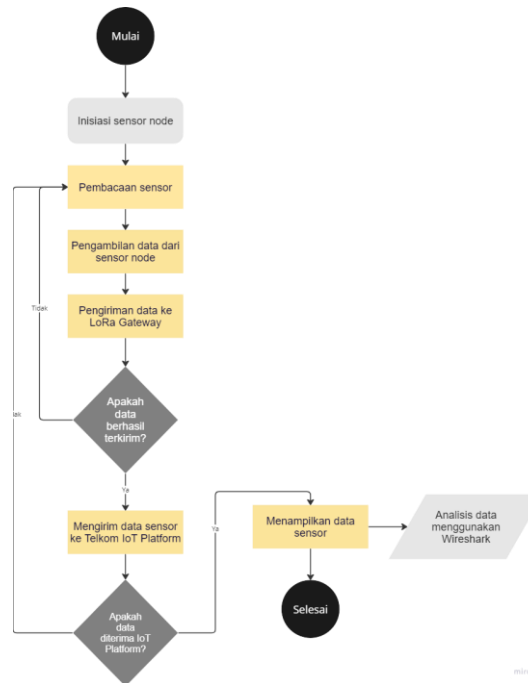 Mulai
Inisiasi sensor node
Pembacaan sensor
Pengambilan data dari
sensor node
Pengiriman data ke
LoRa Gateway
Tidak
Apakah
data
berhasil
terkirim?
Ya
Mengirim data sensor
ke Telkom IoT Platform
Ya
Menampilkan data
sensor
Analisis data
menggunakan
Wireshark
Apakah
data
diterima IoT
Platform?
Selesai